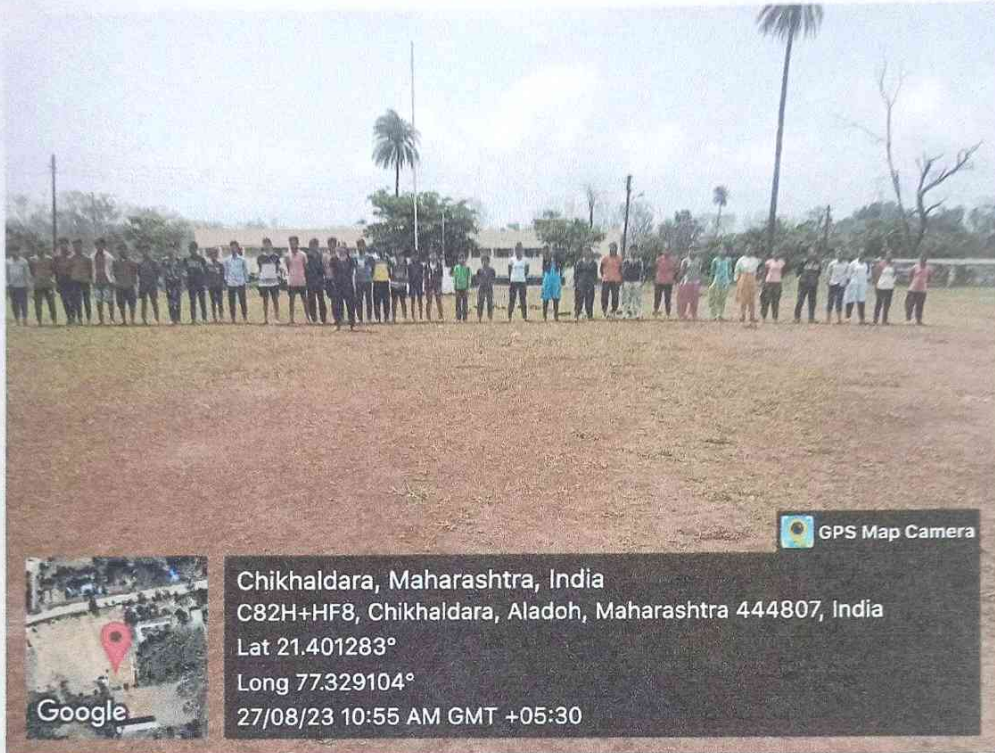 GPS Map Camera
Chikhaldara, Maharashtra, India
C82H+HF8, Chikhaldara, Aladoh, Maharashtra 444807, India
Lat 21.401283°
Long 77.329104°
27/08/23 10:55 AM GMT +05:30
Google